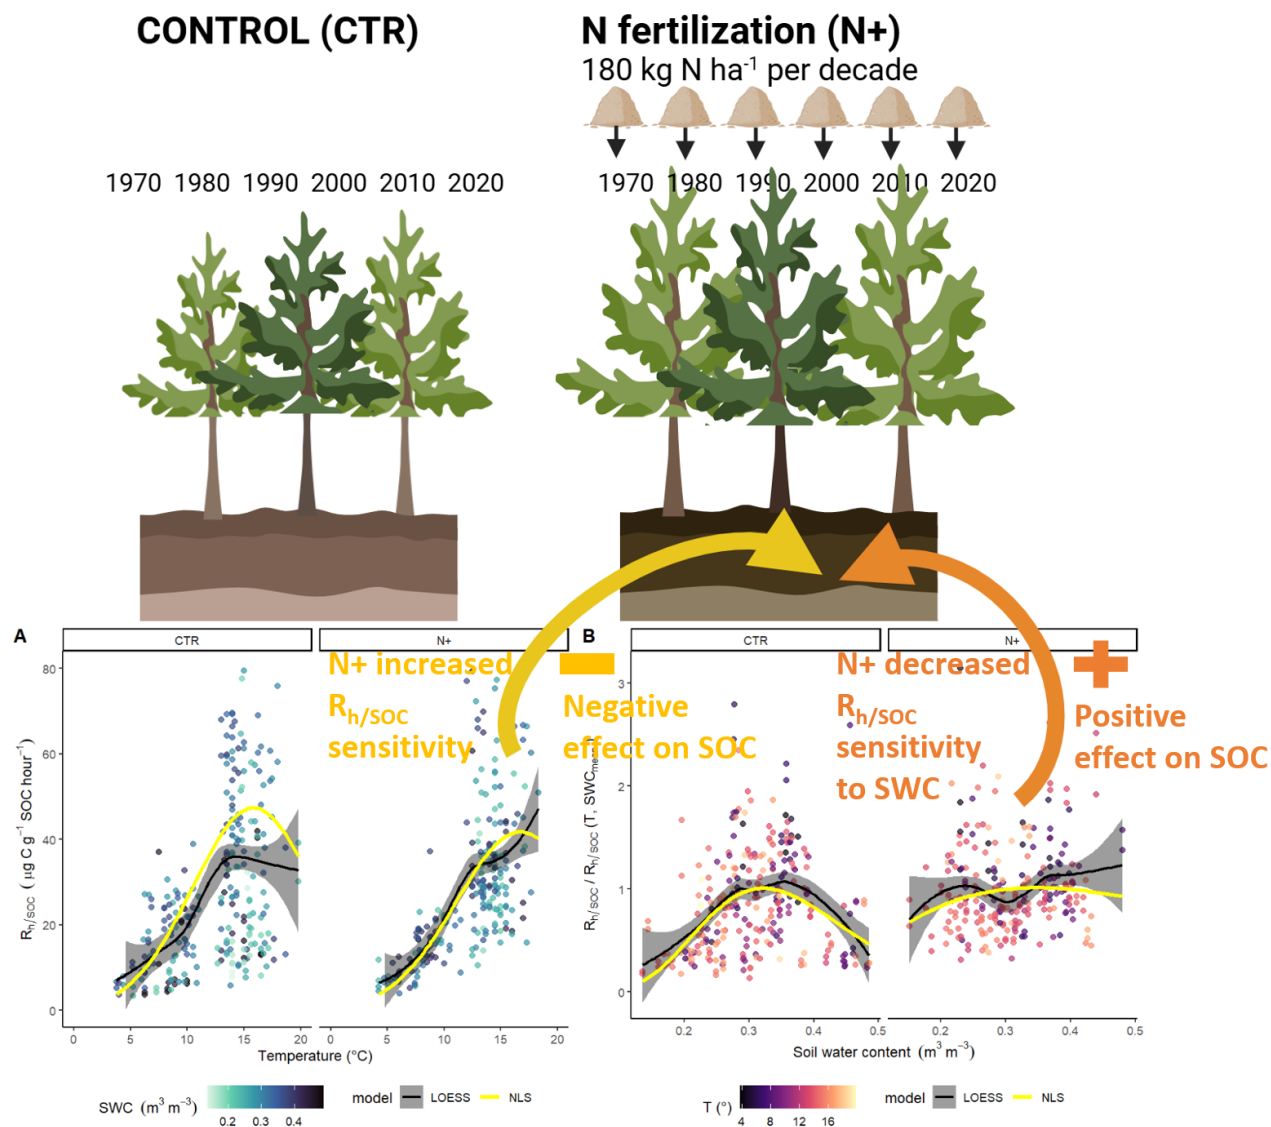 CONTROL (CTR)
N fertilization (N+)
180 kg N ha-1 per decade
1970 1980 1990 2000 2010 2020
1970 1980 1990 2000 2010 2020
A
CTR
N+
B
CTR
N+
N+ increased
Rh/SOC
sensitivity
Negative
effect on SOC
N+ decreased
Rh/SOC
sensitivity
to SWC
Positive
effect on SOC
Rh/SOC ( µg C g−1 SOC hour−1)
80
60
40
20
0
0 5 10 15 20
0 5 10 15 20
Temperature (°C)
Rh/SOC / Rh/SOC (T, SWCmean)
3
2
1
0
0.2 0.3 0.4 0.5
0.2 0.3 0.4 0.5
Soil water content (m3 m−3)
SWC (m3 m−3)
0.2 0.3 0.4
model LOESS NLS
T (°)
4 8 12 16
model LOESS NLS